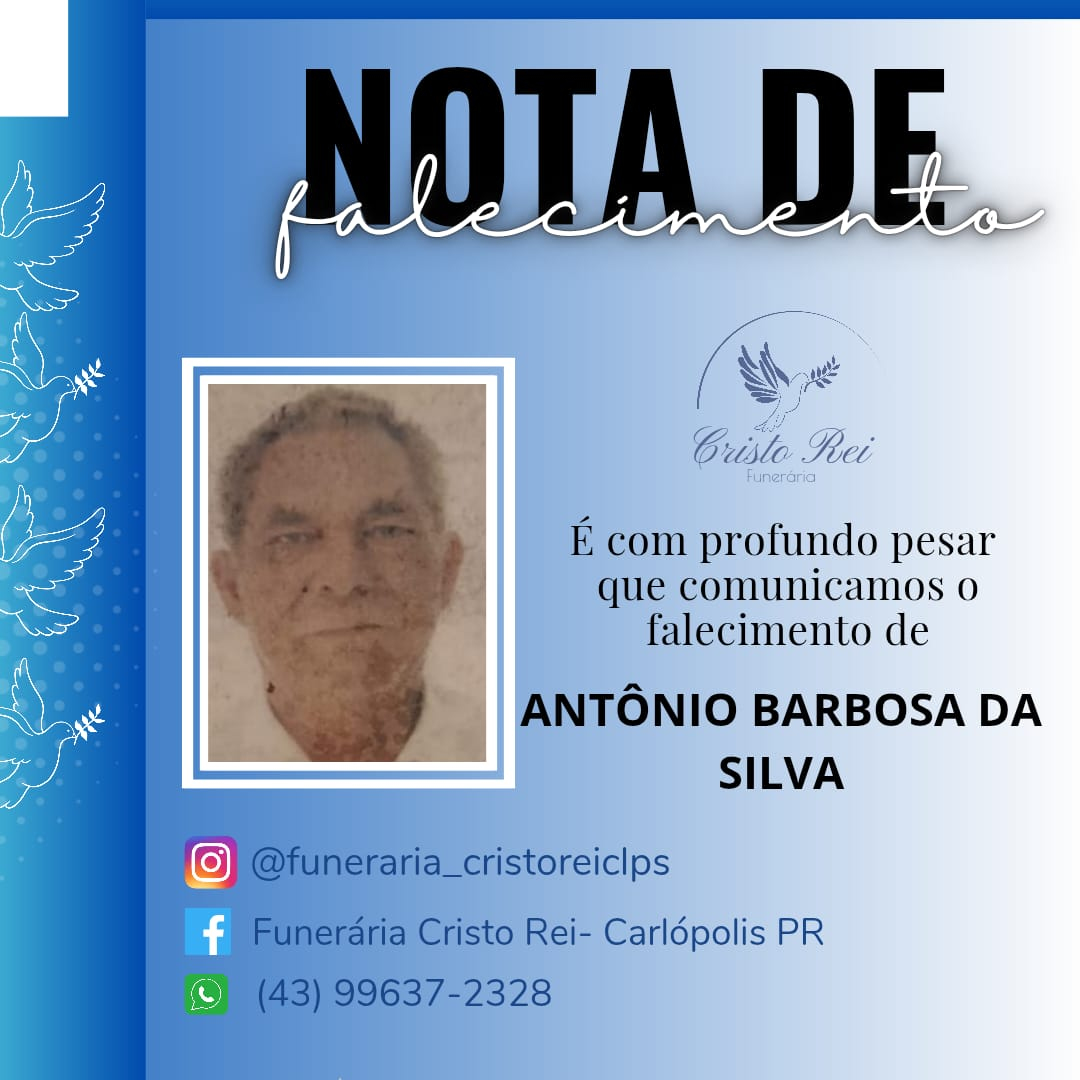 NOTA DE
falecimento
Cristo Rei
Funerária
É com profundo pesar
que comunicamos o
falecimento de
ANTÔNIO BARBOSA DA
SILVA
@funeraria_cristoreiclps
Funerária Cristo Rei- Carlópolis PR
(43) 99637-2328